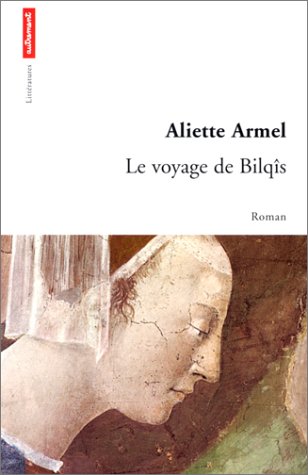 autrement
Littératures
Aliette Armel
Le voyage de Bilqîs
Roman